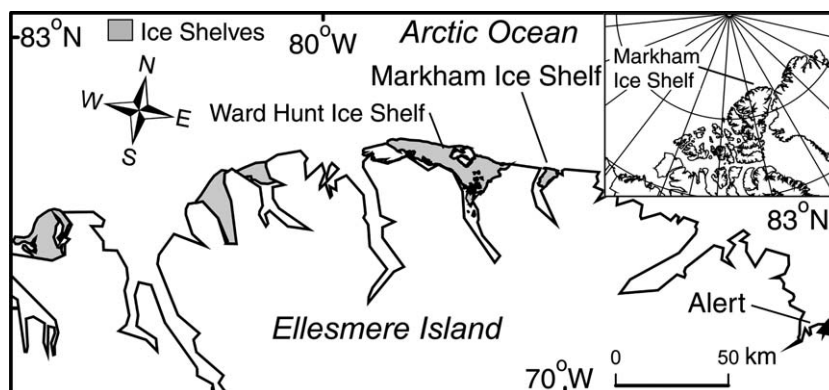 83°N
Ice Shelves
80°W
Arctic Ocean
Markham
Ice Shelf
N
W
E
S
Markham Ice Shelf
Ward Hunt Ice Shelf
83°N
Alert
Ellesmere Island
70°W
0
50 km